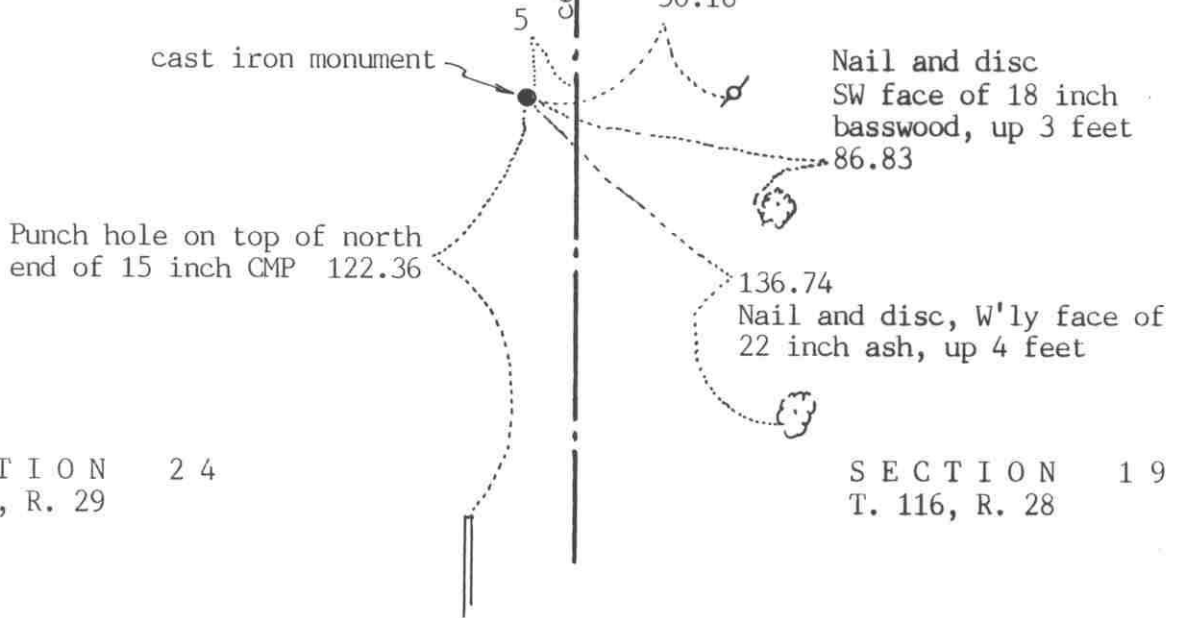 5
cast iron monument
Nail and disc
SW face of 18 inch
basswood, up 3 feet
86.83
Punch hole on top of north
end of 15 inch CMP 122.36
136.74
Nail and disc, W'ly face of
22 inch ash, up 4 feet
T I O N 2 4
, R. 29
S E C T I O N 1 9
T. 116, R. 28